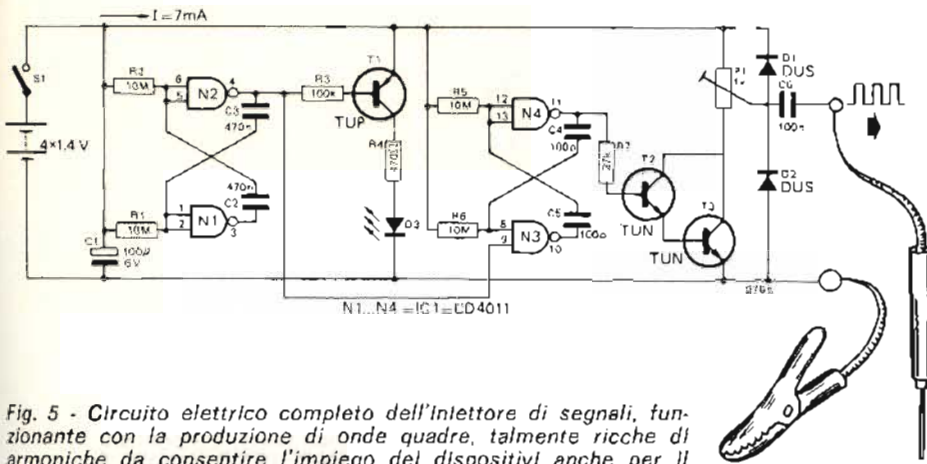 I = 7mA
S1
4×1.4 V
C1
100µ
6V
R2
10M
6
5
N2
4
C3
470n
R1
10M
1
2
N1
3
470n
C2
R3
100k
T1
TUP
R4
470Ω
D3
R5
10M
12
13
N4
11
C4
100p
R6
10M
8
9
N3
10
C5
100p
27k
T2
TUN
T3
TUN
P1
D1
DUS
C6
100n
D2
DUS
N1...N4 = IC1 = CD4011
Fig. 5 - Circuito elettrico completo dell'iniettore di segnali, fun-
zionante con la produzione di onde quadre, talmente ricche di
armoniche da consentire l'impiego dei dispositivi anche per il